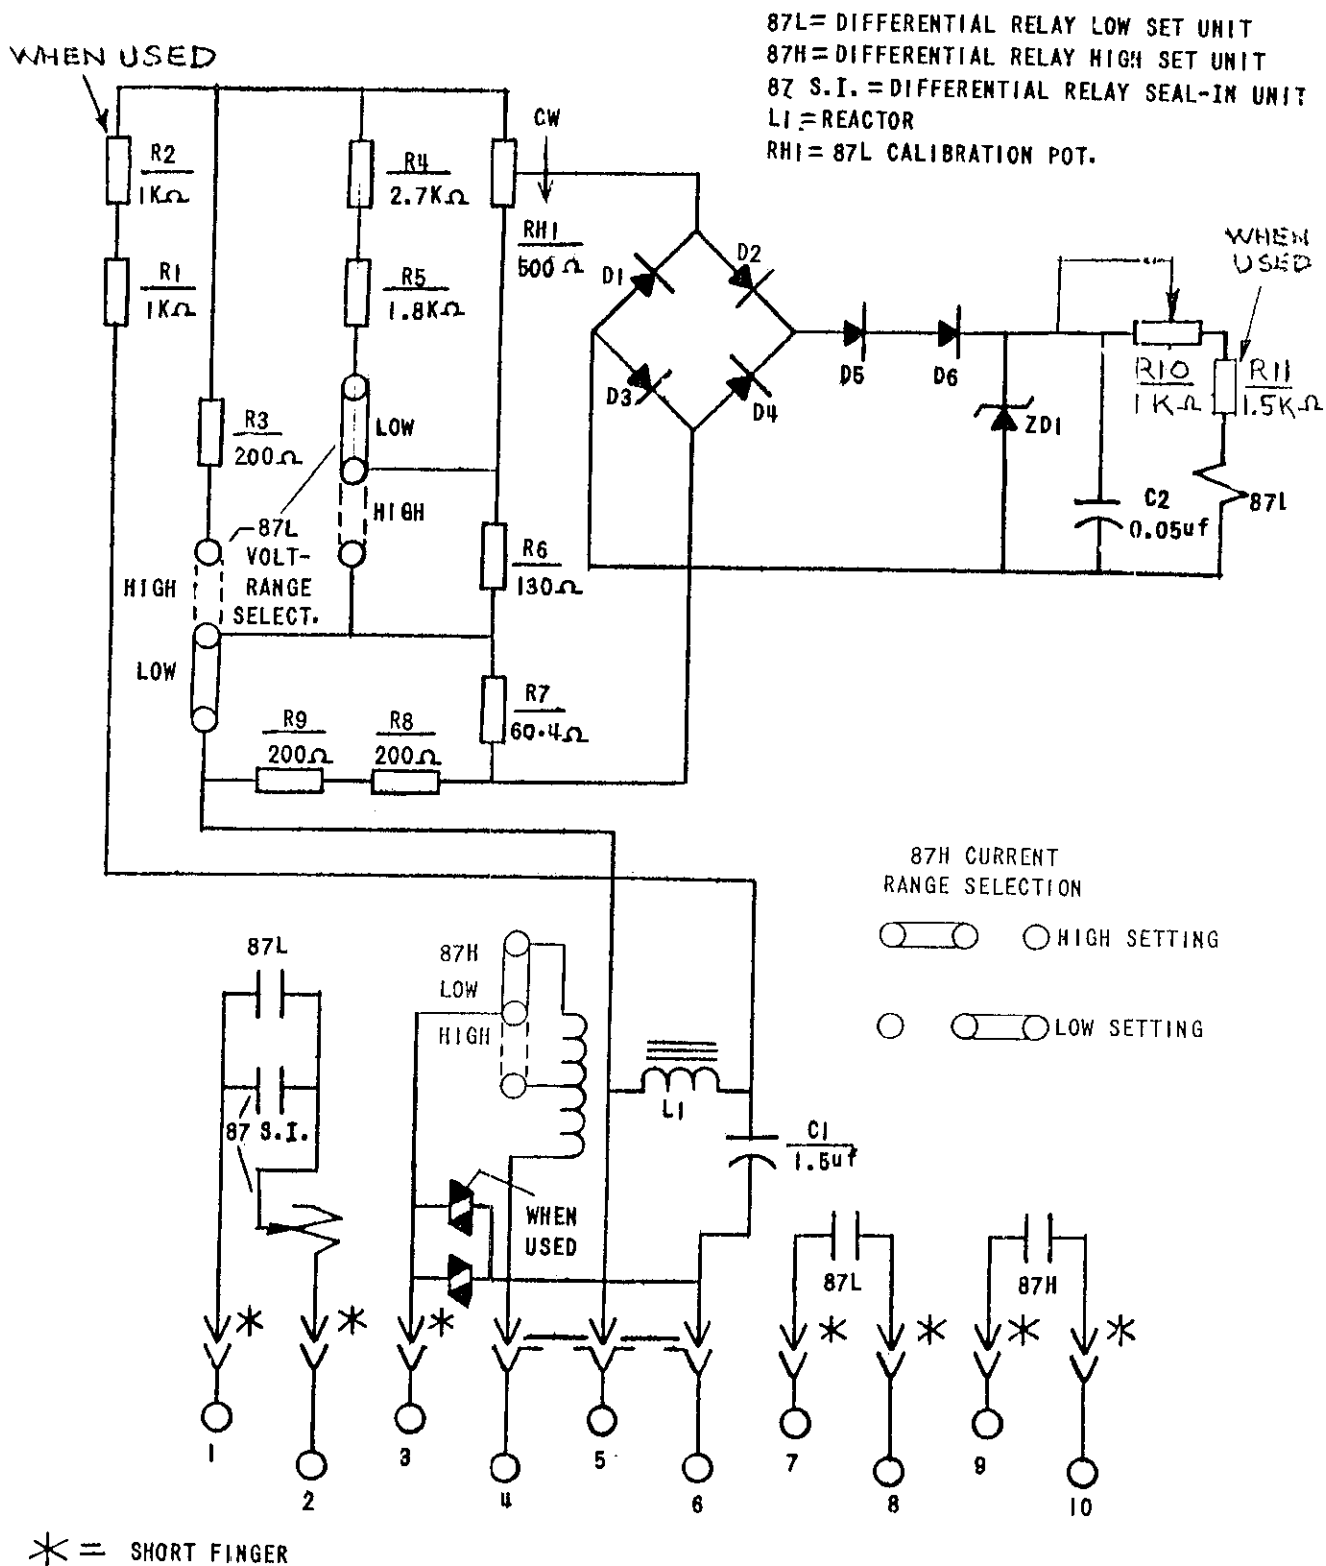 87L= DIFFERENTIAL RELAY LOW SET UNIT
87H= DIFFERENTIAL RELAY HIGH SET UNIT
87 S.I. = DIFFERENTIAL RELAY SEAL-IN UNIT
L1 = REACTOR
RH1= 87L CALIBRATION POT.
WHEN USED
R2
1KΩ
R1
1KΩ
R4
2.7KΩ
R5
1.8KΩ
CW
RH1
500Ω
D1
D2
D3
D4
D5
D6
ZD1
WHEN
USED
R10
1KΩ
R11
1.5KΩ
C2
0.05uf
87L
R3
200Ω
LOW
HIGH
87L
VOLT-
RANGE
SELECT.
HIGH
LOW
R6
130Ω
R7
60.4Ω
R9
200Ω
R8
200Ω
87H CURRENT
RANGE SELECTION
HIGH SETTING
LOW SETTING
87L
87 S.I.
87H
LOW
HIGH
L1
C1
1.5uf
WHEN
USED
87L
87H
* * * * * * *
1 2 3 4 5 6 7 8 9 10
* = SHORT FINGER